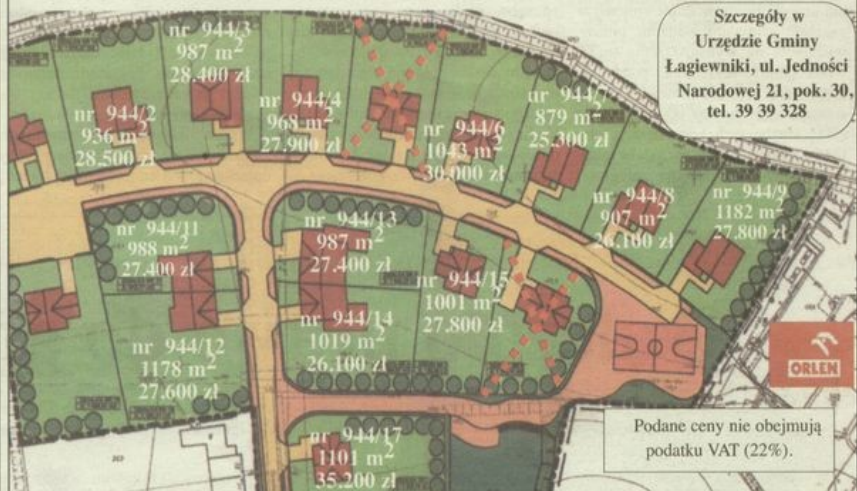 Szczegóły w
Urzędzie Gminy
Łagiewniki, ul. Jedności
Narodowej 21, pok. 30,
tel. 39 39 328
nr 944/2
936 m²
28.500 zł
nr 944/3
987 m²
28.400 zł
nr 944/4
968 m²
27.900 zł
nr 944/6
1043 m²
30.000 zł
nr 944/7
879 m²
25.300 zł
nr 944/8
907 m²
26.100 zł
nr 944/9
1182 m²
27.800 zł
nr 944/11
988 m²
27.400 zł
nr 944/13
987 m²
27.400 zł
nr 944/15
1001 m²
27.800 zł
nr 944/12
1178 m²
27.600 zł
nr 944/14
1019 m²
26.100 zł
nr 944/17
1101 m²
35.200 zł
ORLEN
Podane ceny nie obejmują
podatku VAT (22%).